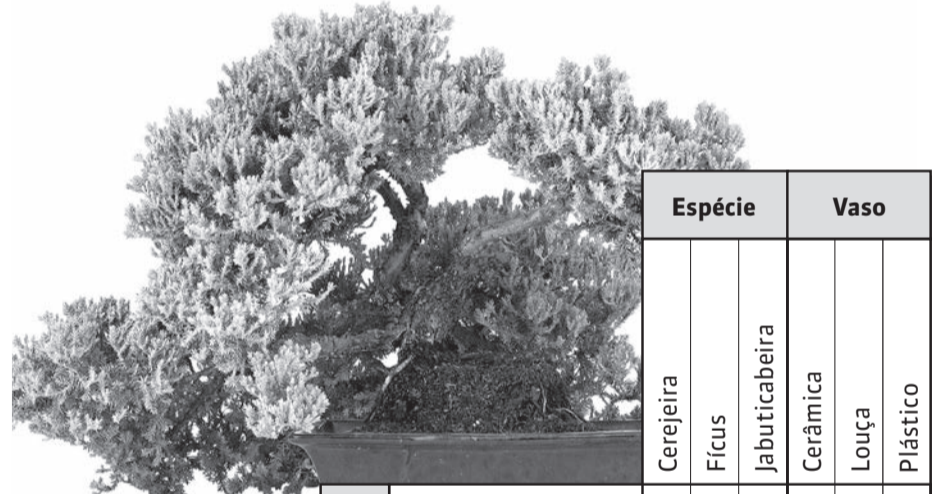 Espécie Vaso
Cerejeira
Fícus
Jabuticabeira
Cerâmica
Louça
Plástico